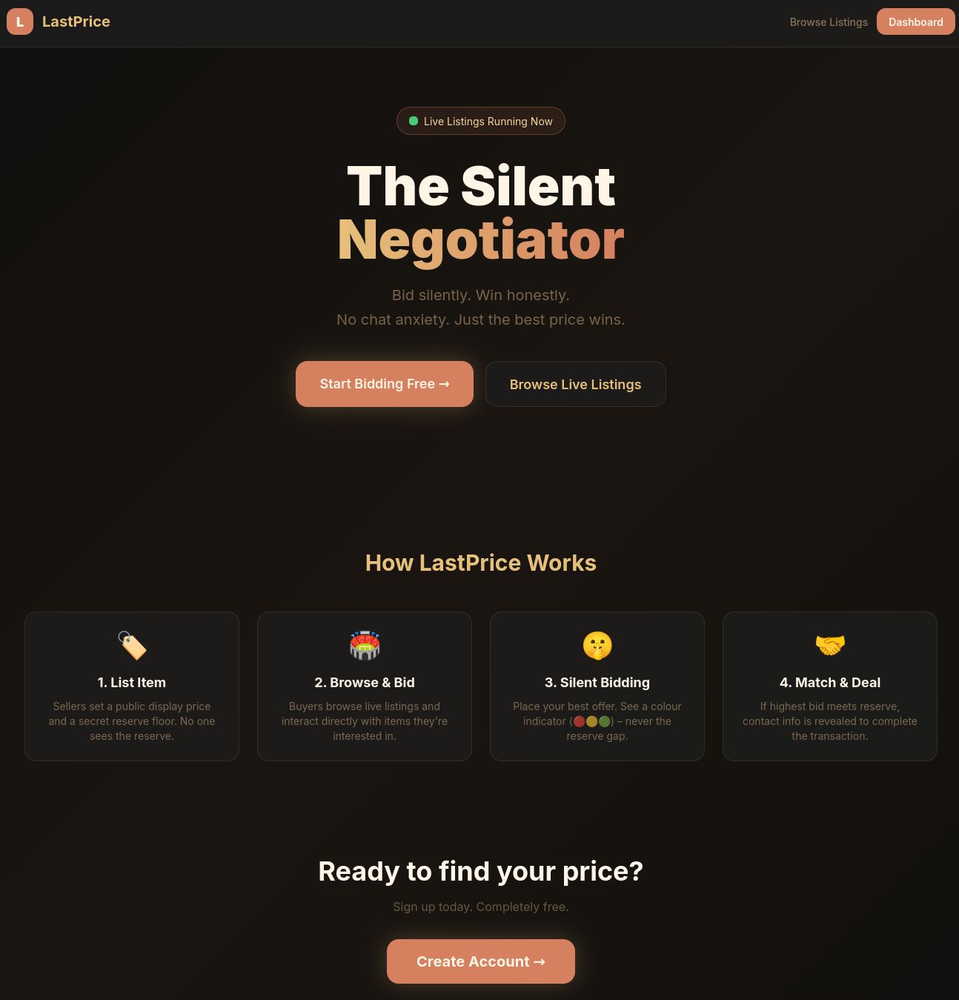 L LastPrice
Browse Listings Dashboard
Live Listings Running Now
The Silent
Negotiator
Bid silently. Win honestly.
No chat anxiety. Just the best price wins.
Start Bidding Free →
Browse Live Listings
How LastPrice Works
1. List Item
Sellers set a public display price
and a secret reserve floor. No one
sees the reserve.
2. Browse & Bid
Buyers browse live listings and
interact directly with items they're
interested in.
3. Silent Bidding
Place your best offer. See a colour
indicator (🔴🟡🟢) – never the
reserve gap.
4. Match & Deal
If highest bid meets reserve,
contact info is revealed to complete
the transaction.
Ready to find your price?
Sign up today. Completely free.
Create Account →